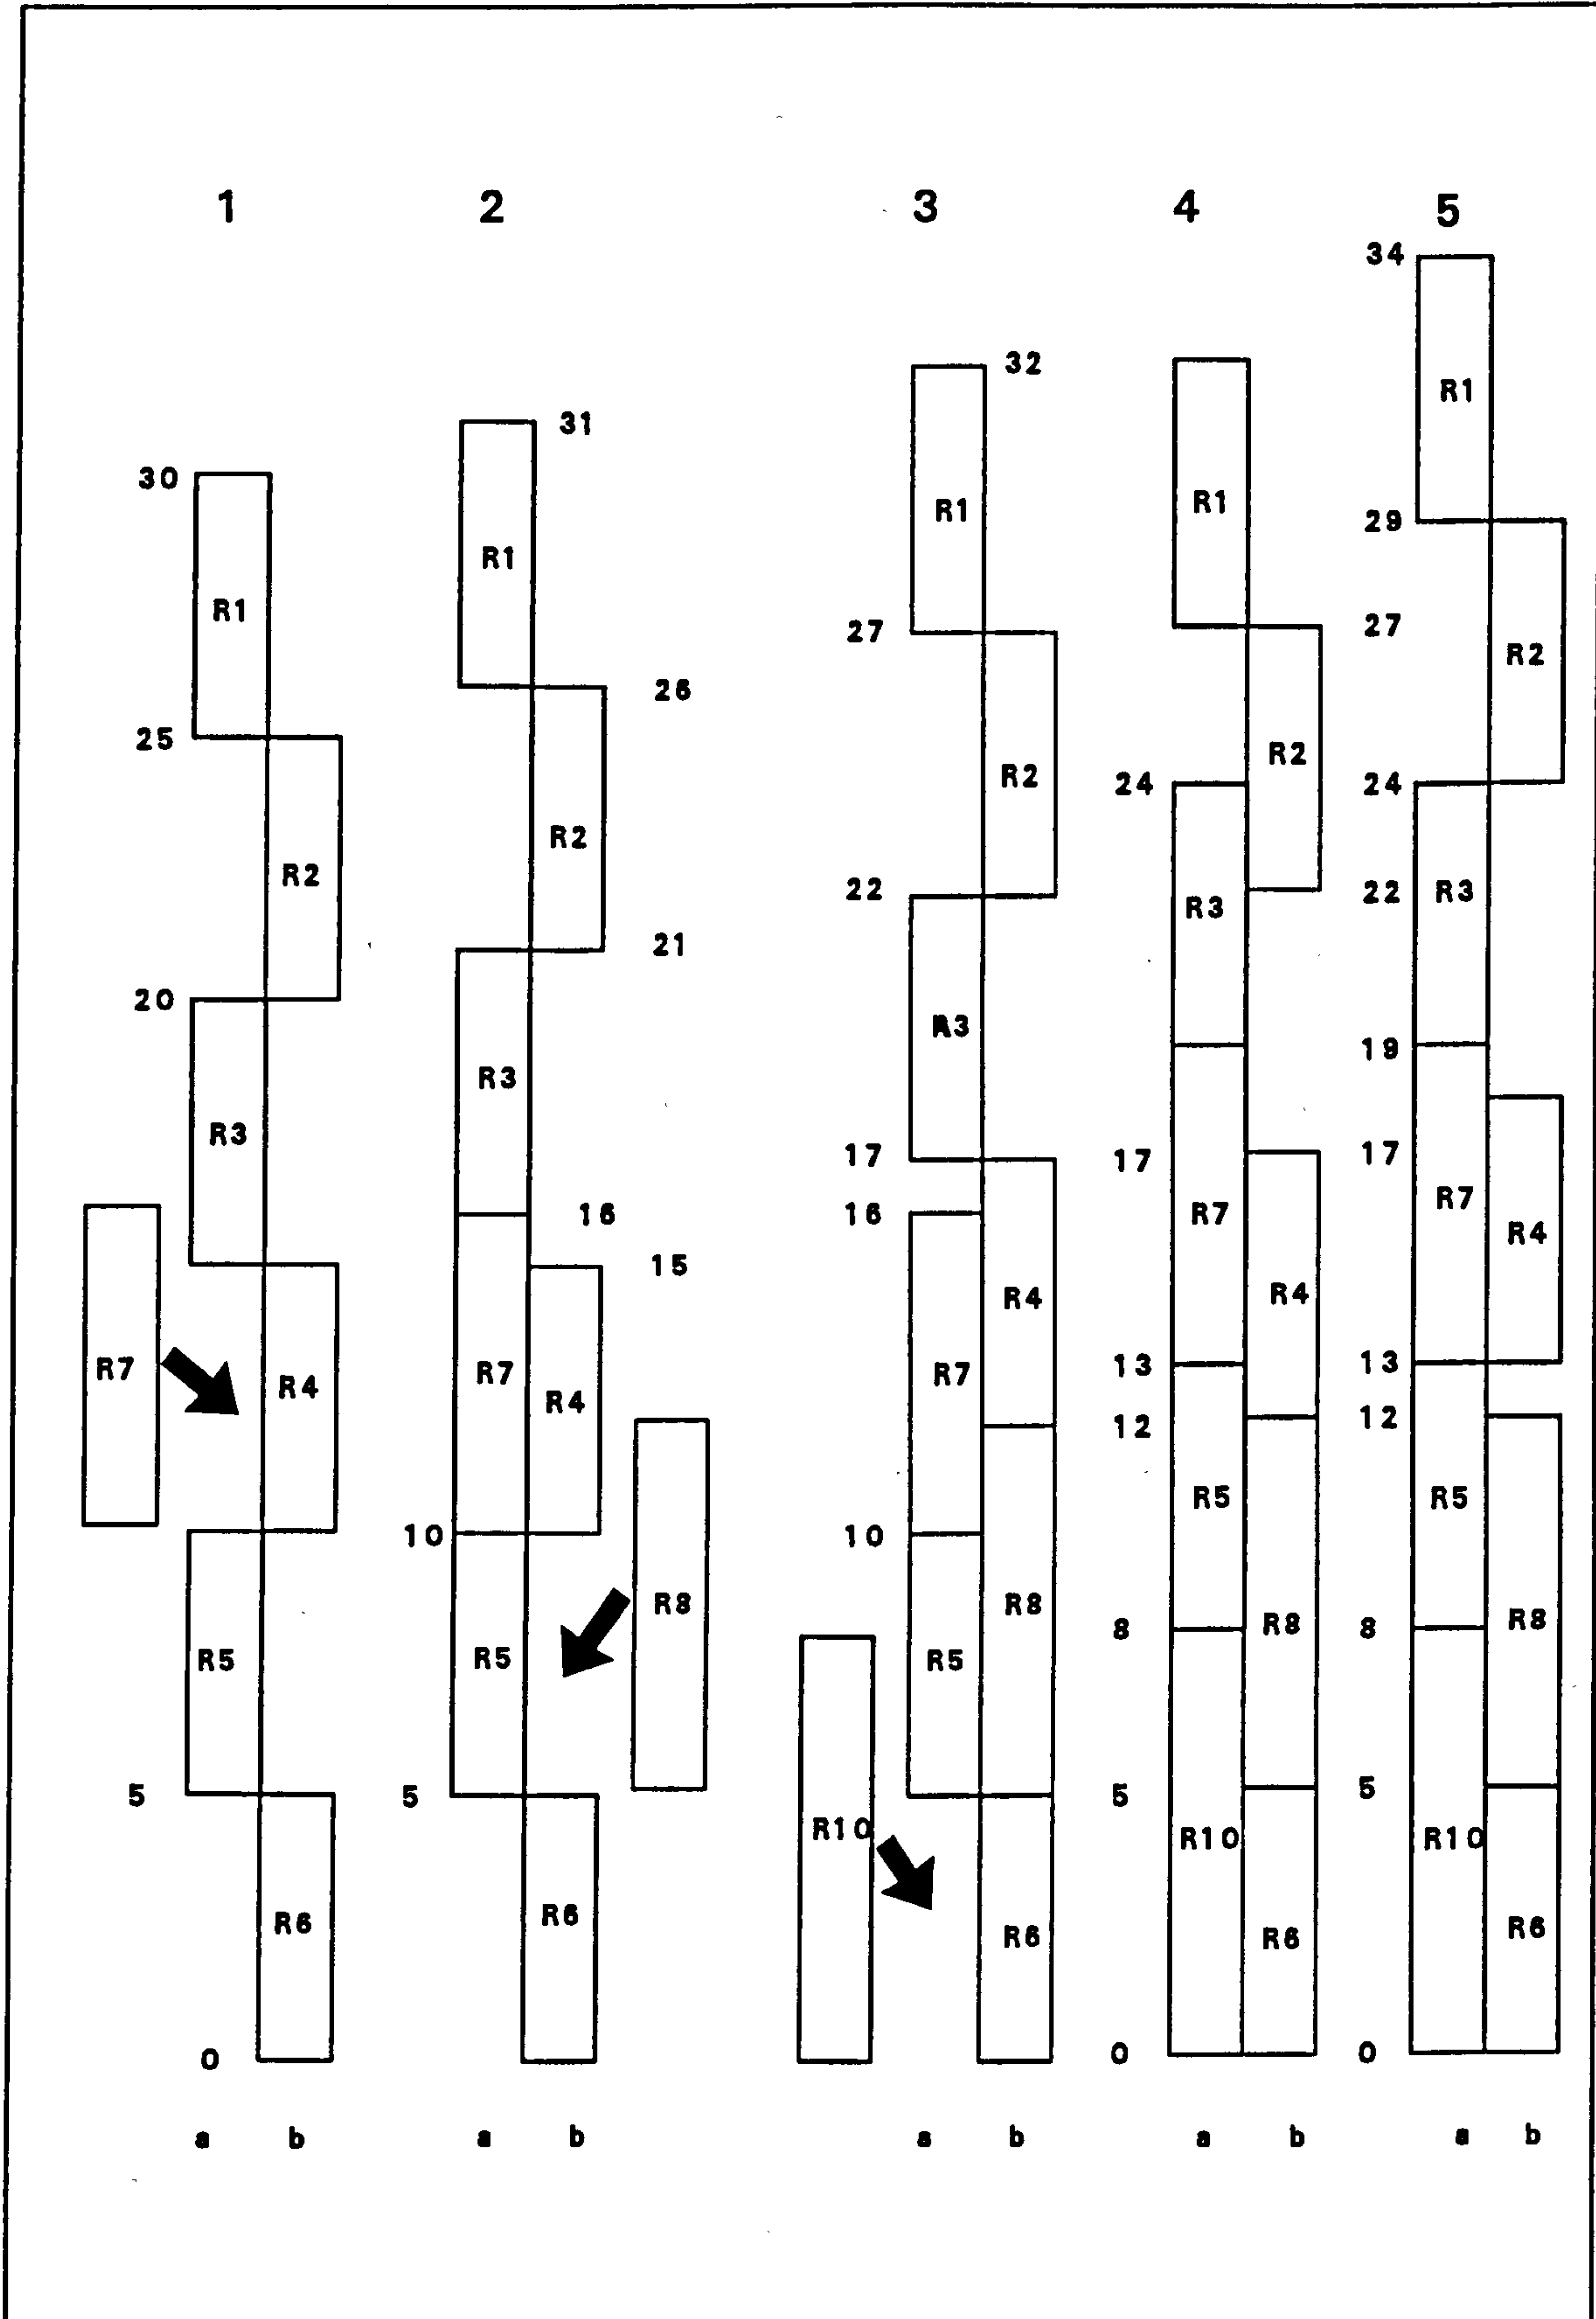 1 2 3 4 5
34
32
31
30
R1
R1
R1
R1
R1
29
27 27
26
25
R2
R2
R2
R2
R2
24 24
22 22
21
20
R3
R3
R3
R3
R3
19
17 17 17
16 16
15
R7 R4
R7 R4
R7 R4
R7 R4
R7 R4
13 13
12 12
10 10
R5 R8
R5 R8
R5 R8
R5 R8
R5
8 8
5 5 5 5
R10 R10 R10
R6 R6 R6 R6 R6
0 0 0
a b a b a b a b a b